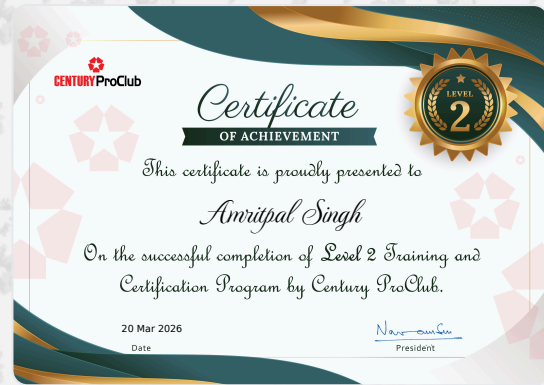 CENTURY ProClub
LEVEL
2
Certificate
OF ACHIEVEMENT
This certificate is proudly presented to
Amritpal Singh
On the successful completion of Level 2 Training and
Certification Program by Century ProClub.
20 Mar 2026
Date
President